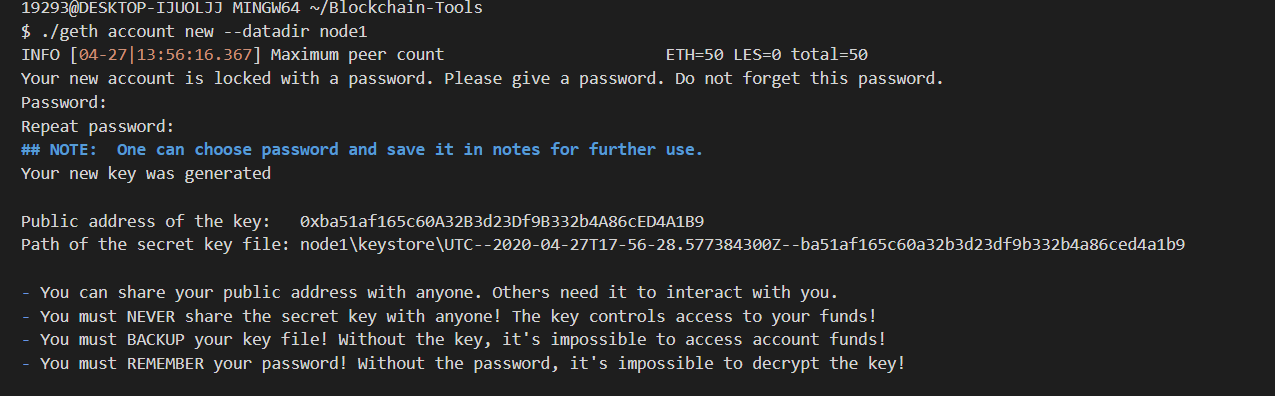 19293@DESKTOP-IJUOLJJ MINGW64 ~/Blockchain-Tools
$ ./geth account new --datadir node1
INFO [04-27|13:56:16.367] Maximum peer count ETH=50 LES=0 total=50
Your new account is locked with a password. Please give a password. Do not forget this password.
Password:
Repeat password:
## NOTE:  One can choose password and save it in notes for further use.
Your new key was generated
Public address of the key:   0xba51af165c60A32B3d23Df9B332b4A86cED4A1B9
Path of the secret key file: node1\keystore\UTC--2020-04-27T17-56-28.577384300Z--ba51af165c60a32b3d23df9b332b4a86ced4a1b9
- You can share your public address with anyone. Others need it to interact with you.
- You must NEVER share the secret key with anyone! The key controls access to your funds!
- You must BACKUP your key file! Without the key, it's impossible to access account funds!
- You must REMEMBER your password! Without the password, it's impossible to decrypt the key!